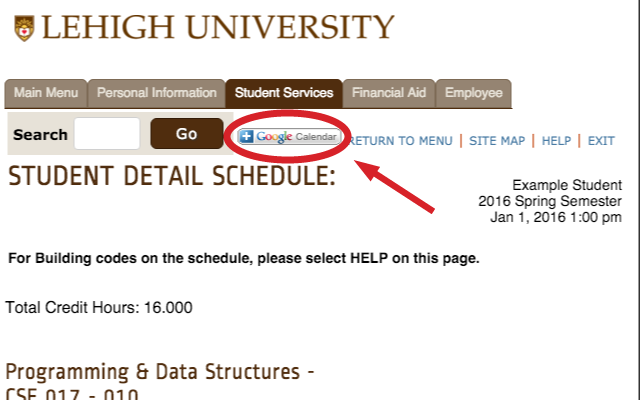 LEHIGH UNIVERSITY
Main Menu Personal Information Student Services Financial Aid Employee
Search Go Google Calendar RETURN TO MENU | SITE MAP | HELP | EXIT
STUDENT DETAIL SCHEDULE:
Example Student
2016 Spring Semester
Jan 1, 2016 1:00 pm
For Building codes on the schedule, please select HELP on this page.
Total Credit Hours: 16.000
Programming & Data Structures -
CSE 017 - 010